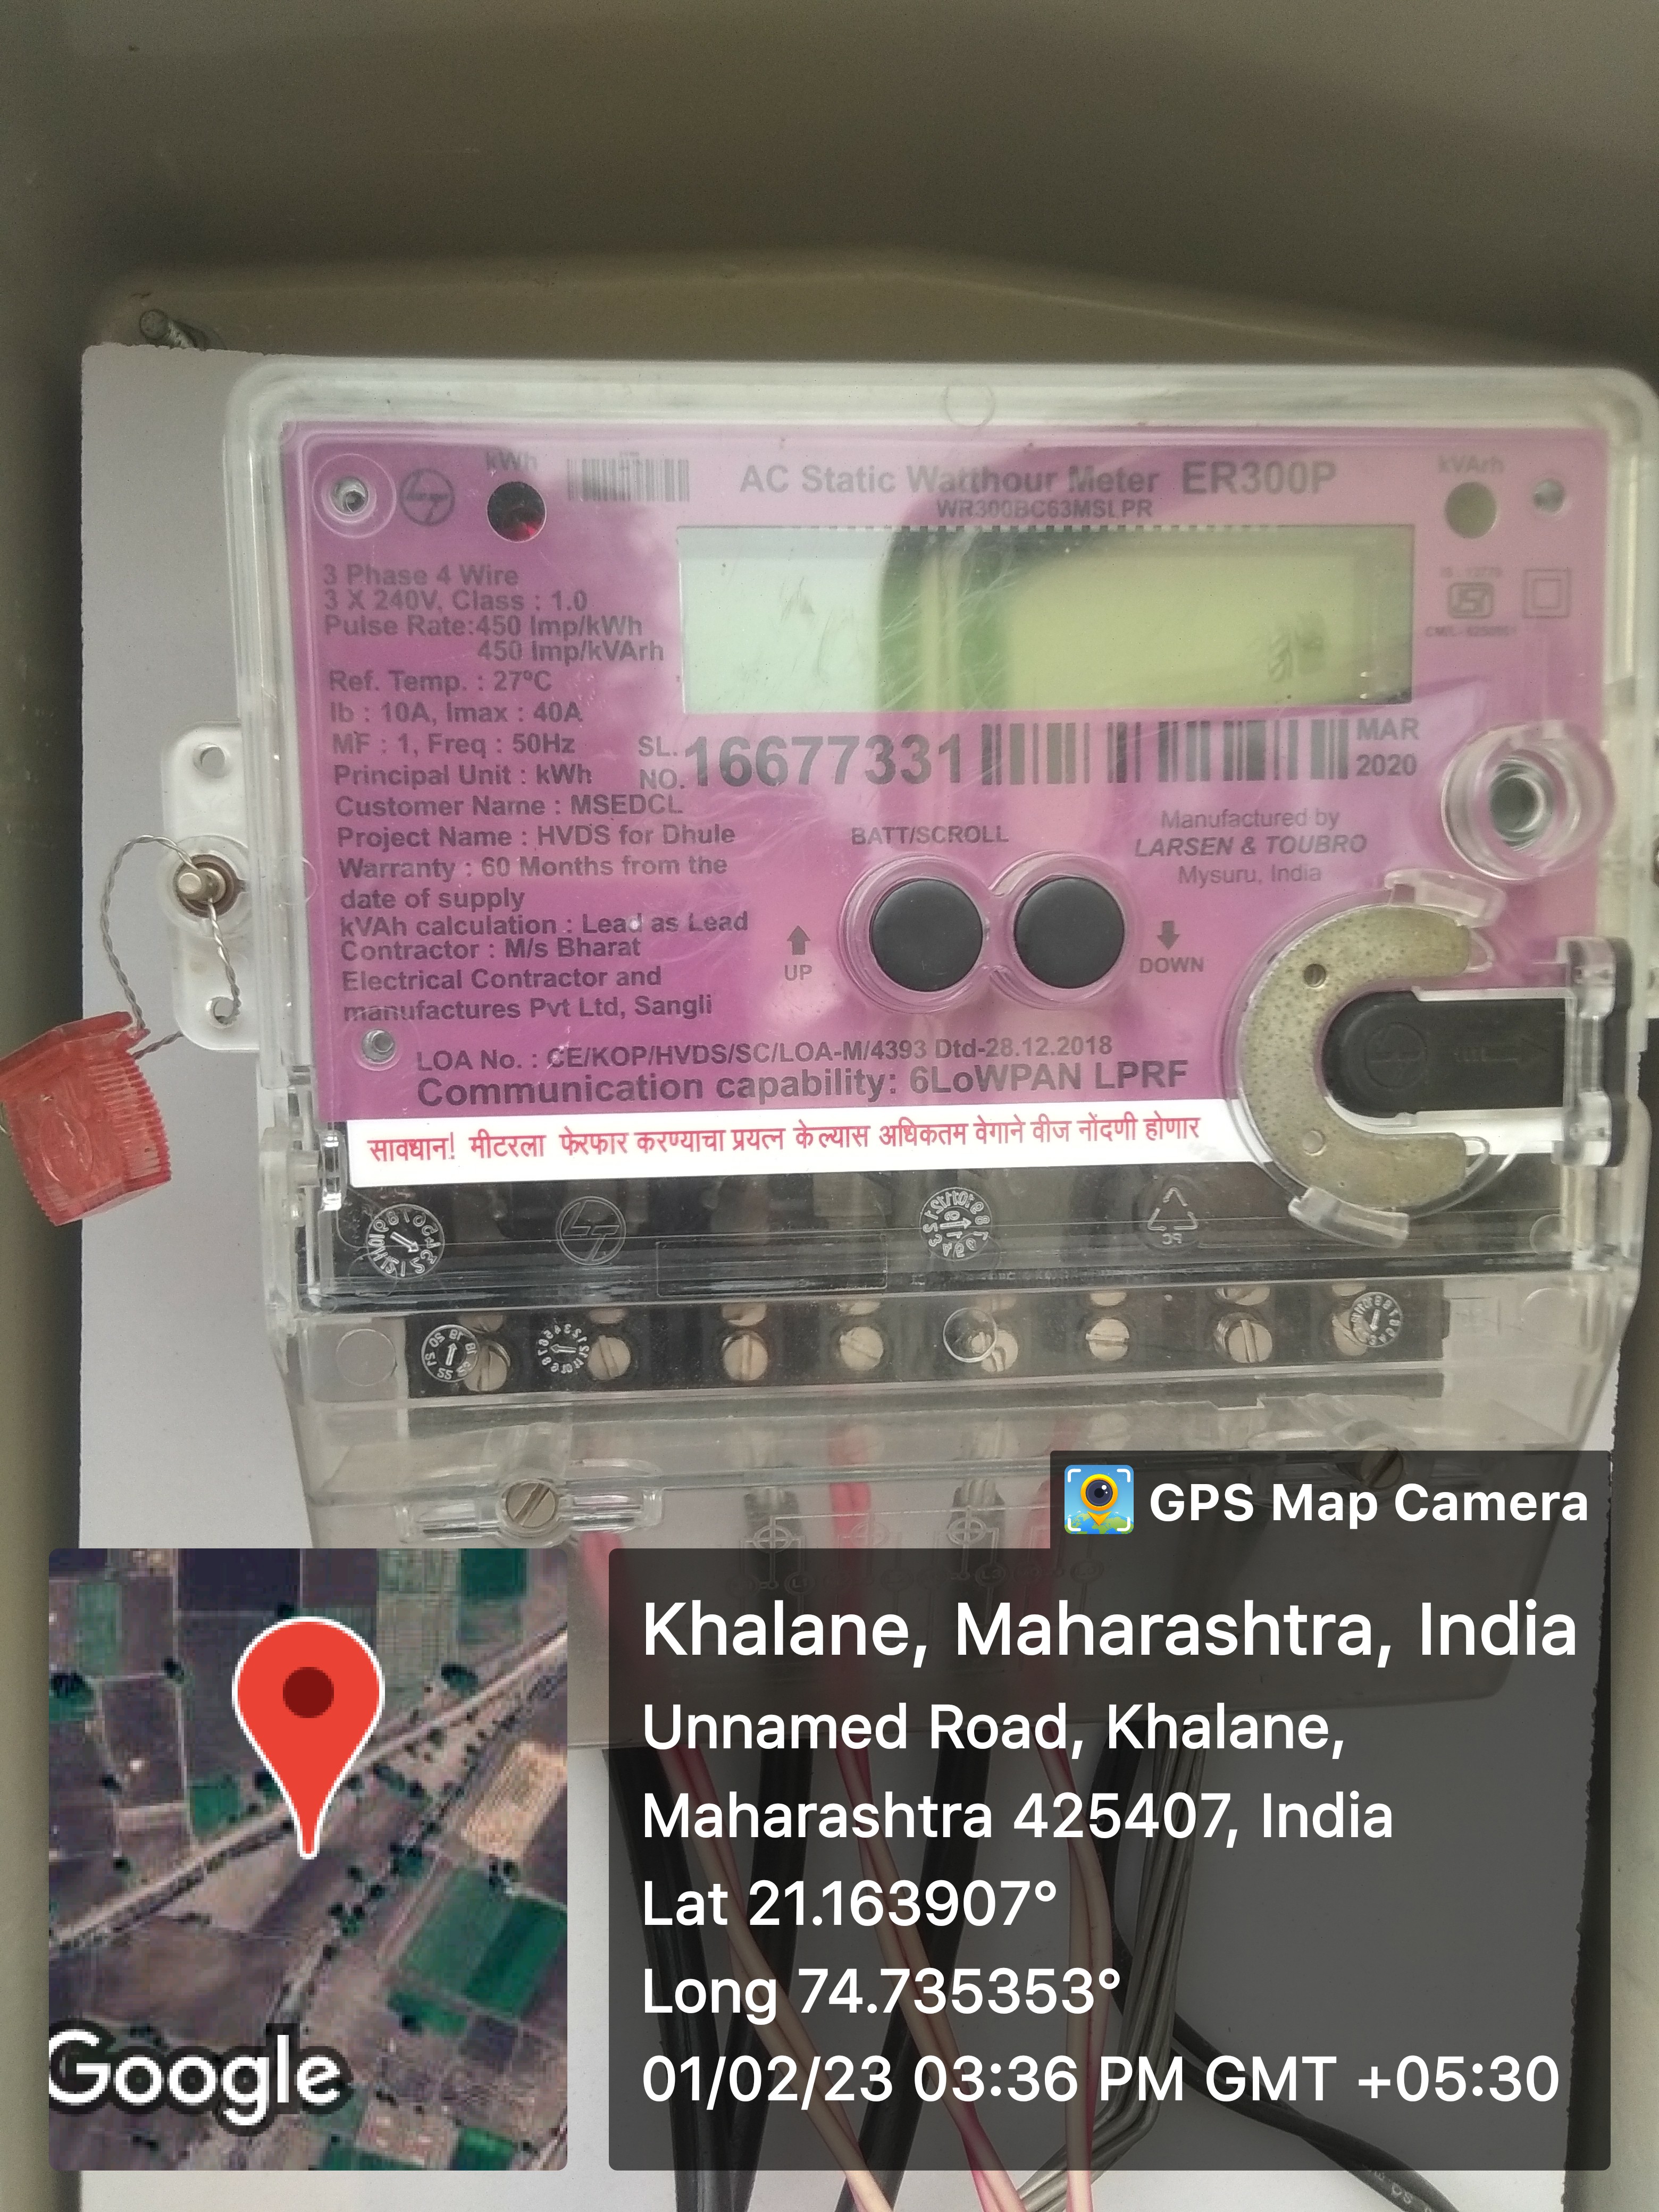 kWh
AC Static Watthour Meter ER300P
WR300BC63MSLPR
kVArh
3 Phase 4 Wire
3 X 240V, Class : 1.0
Pulse Rate:450 Imp/kWh
450 Imp/kVArh
Ref. Temp. : 27ºC
Ib : 10A, Imax : 40A
MF : 1, Freq : 50Hz
Principal Unit : kWh
SL. NO. 16677331
MAR 2020
Customer Name : MSEDCL
Project Name : HVDS for Dhule
Warranty : 60 Months from the
date of supply
kVAh calculation : Lead as Lead
Contractor : M/s Bharat
Electrical Contractor and
manufactures Pvt Ltd, Sangli
BATT/SCROLL
UP
DOWN
Manufactured by
LARSEN & TOUBRO
Mysuru, India
LOA No. : CE/KOP/HVDS/SC/LOA-M/4393 Dtd-28.12.2018
Communication capability: 6LoWPAN LPRF
सावधान! मीटरला फेरफार करण्याचा प्रयत्न केल्यास अधिकतम वेगाने वीज नोंदणी होणार
GPS Map Camera
Khalane, Maharashtra, India
Unnamed Road, Khalane,
Maharashtra 425407, India
Lat 21.163907°
Long 74.735353°
01/02/23 03:36 PM GMT +05:30
Google